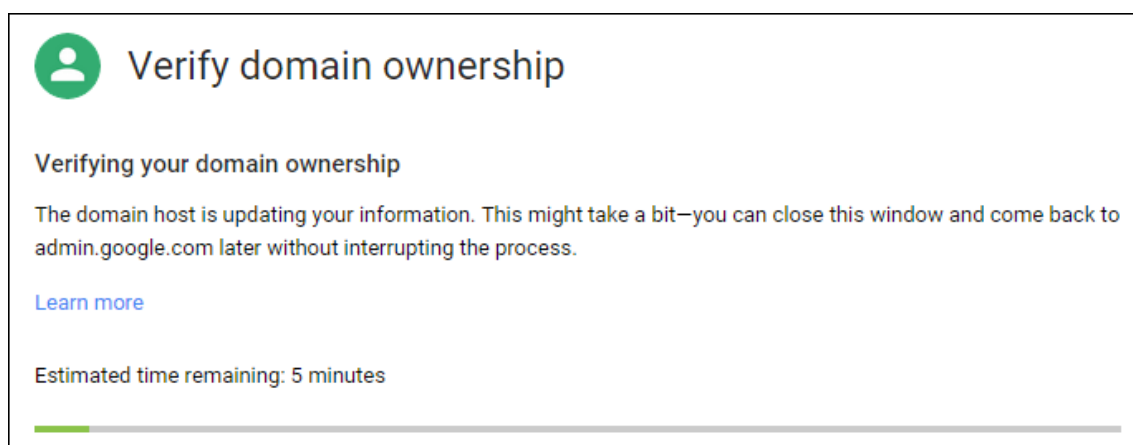 Verify domain ownership
Verifying your domain ownership
The domain host is updating your information. This might take a bit—you can close this window and come back to
admin.google.com later without interrupting the process.
Learn more
Estimated time remaining: 5 minutes